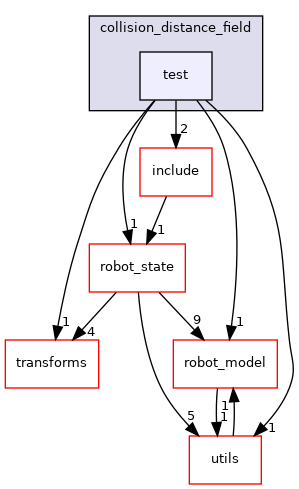 collision_distance_field
test
2
include
1
1
robot_state
9
1
1
4
transforms
robot_model
5
1
1
1
utils